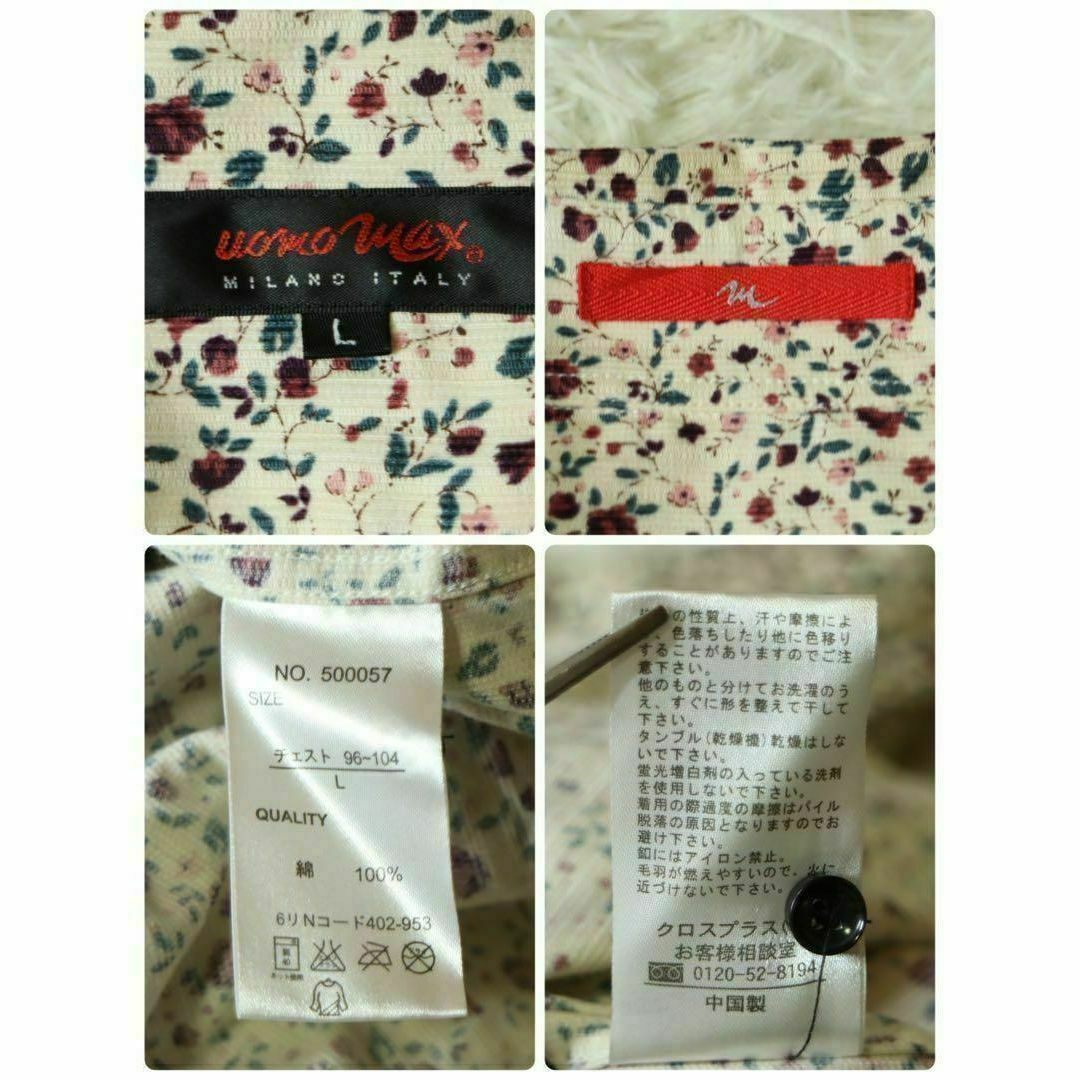 uomo max®
MILANO ITALY
L
NO. 500057
SIZE
チェスト 96~104
L
QUALITY
綿 100%
6リNコード402-953
ネット使用
の性質上、汗や摩擦によ
、色落ちしたり他に色移り
することがありますのでご注
意下さい。
他のものと分けてお洗濯のう
え、すぐに形を整えて干して
下さい。
タンブル(乾燥機)乾燥はしな
いで下さい。
蛍光増白剤の入っている洗剤
を使用しないで下さい。
着用の際過度の摩擦はパイル
脱落の原因となりますのでお
避け下さい。
釦にはアイロン禁止。
毛羽が燃えやすいので、火に
近づけないで下さい。
クロスプラス
お客様相談室
0120-52-8194
中国製